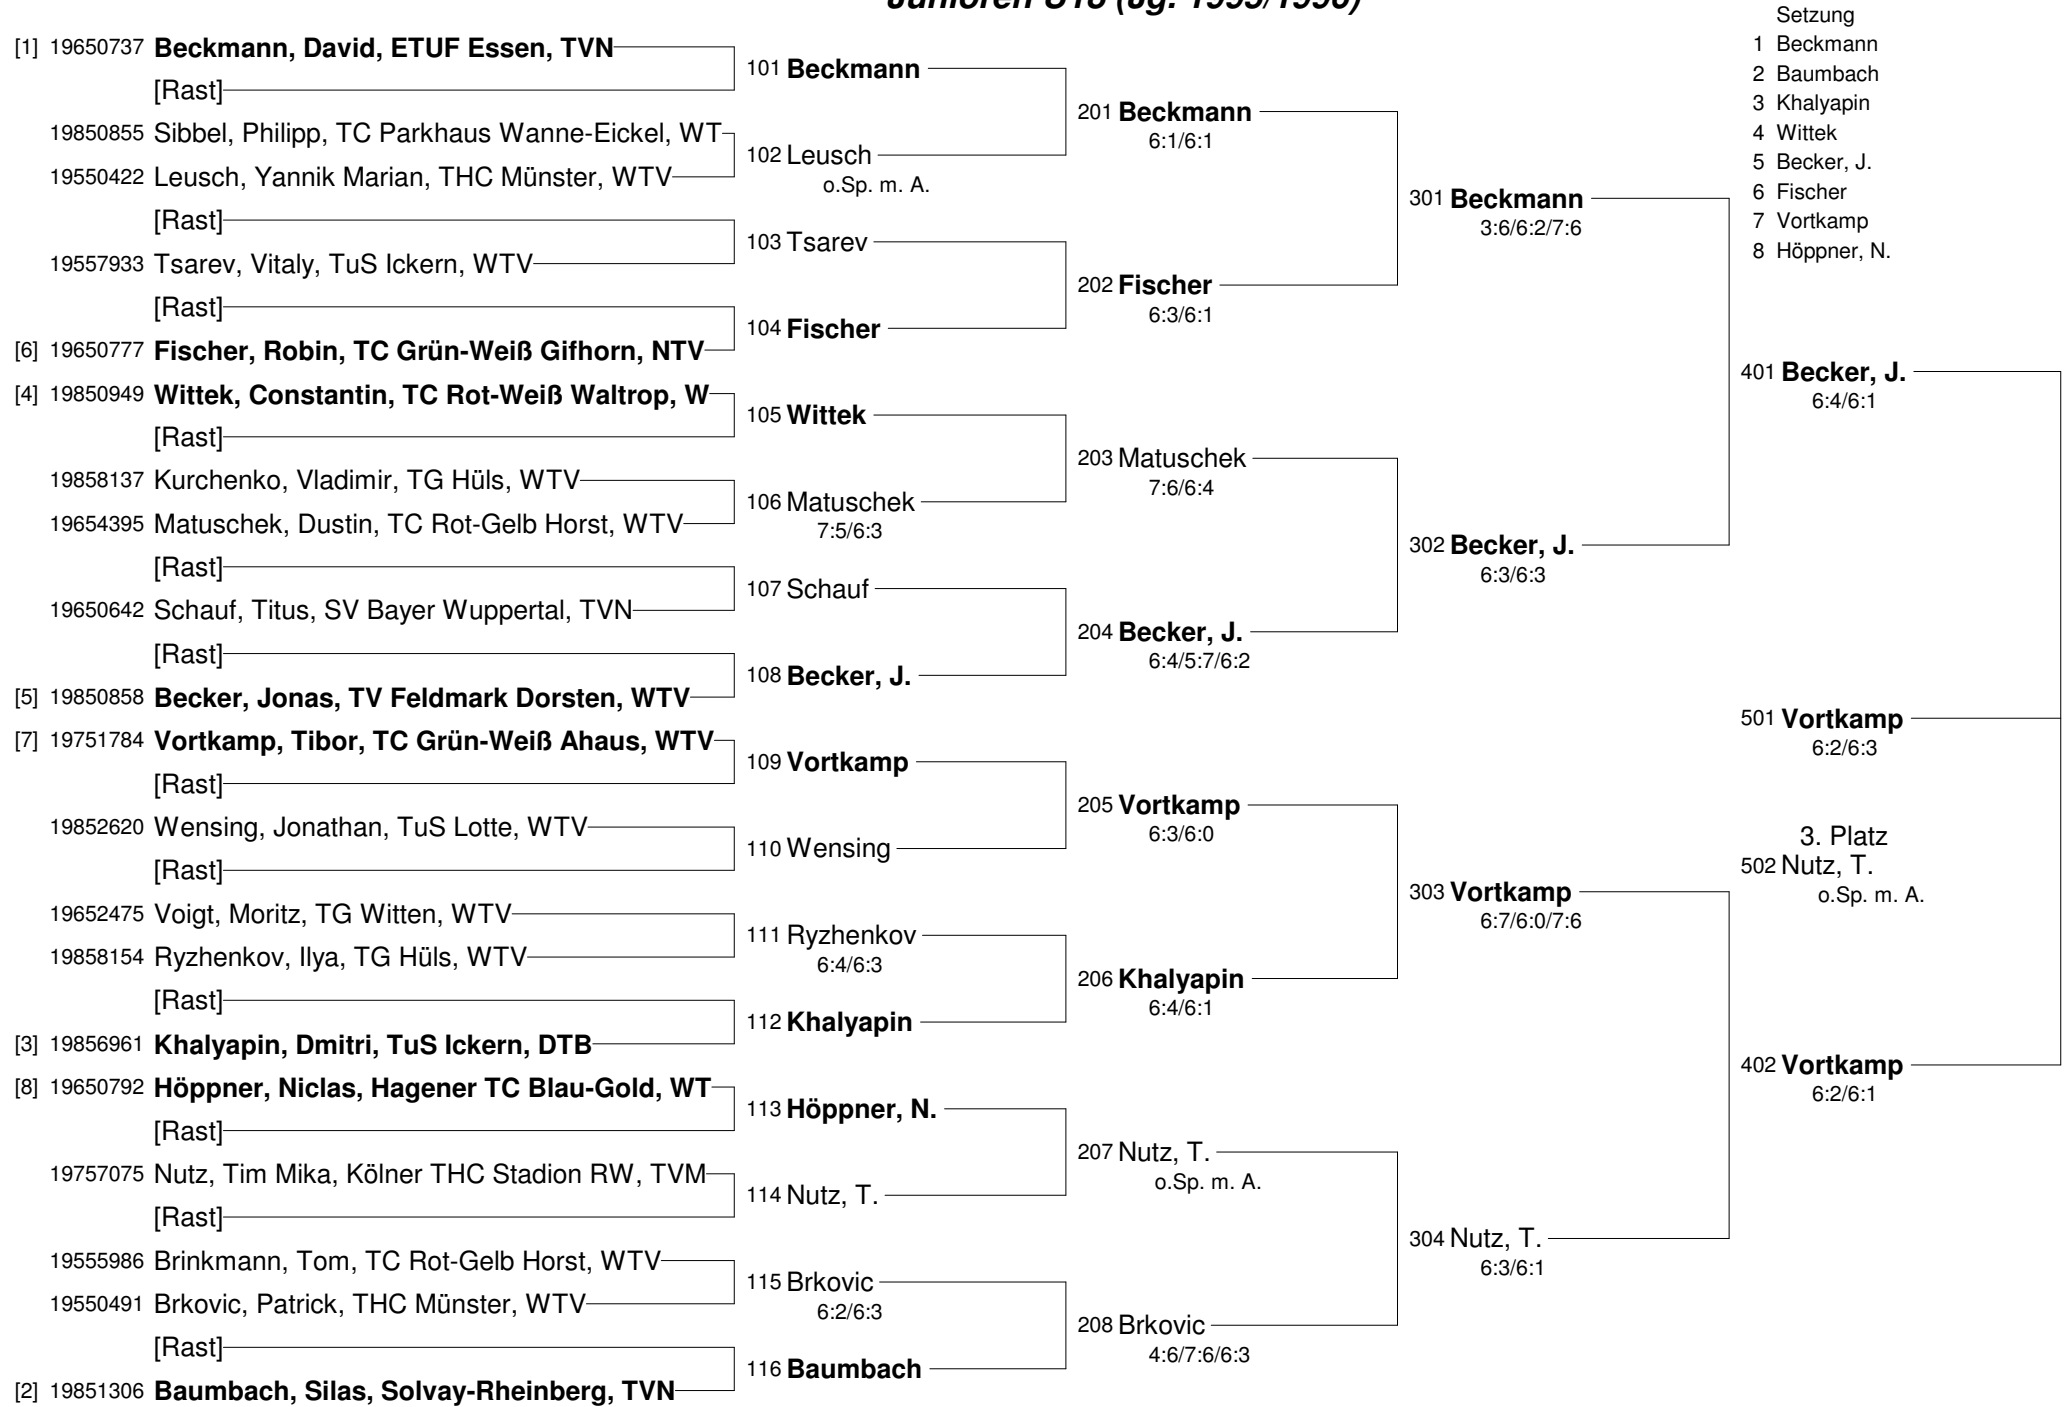 Junioren U18 (Jg. 1995/1996)
Setzung
1 Beckmann
2 Baumbach
3 Khalyapin
4 Wittek
5 Becker, J.
6 Fischer
7 Vortkamp
8 Höppner, N.
[1] 19650737 Beckmann, David, ETUF Essen, TVN
[Rast]
19850855 Sibbel, Philipp, TC Parkhaus Wanne-Eickel, WT
19550422 Leusch, Yannik Marian, THC Münster, WTV
[Rast]
19557933 Tsarev, Vitaly, TuS Ickern, WTV
[Rast]
[6] 19650777 Fischer, Robin, TC Grün-Weiß Gifhorn, NTV
[4] 19850949 Wittek, Constantin, TC Rot-Weiß Waltrop, W
[Rast]
19858137 Kurchenko, Vladimir, TG Hüls, WTV
19654395 Matuschek, Dustin, TC Rot-Gelb Horst, WTV
[Rast]
19650642 Schauf, Titus, SV Bayer Wuppertal, TVN
[Rast]
[5] 19850858 Becker, Jonas, TV Feldmark Dorsten, WTV
[7] 19751784 Vortkamp, Tibor, TC Grün-Weiß Ahaus, WTV
[Rast]
19852620 Wensing, Jonathan, TuS Lotte, WTV
[Rast]
19652475 Voigt, Moritz, TG Witten, WTV
19858154 Ryzhenkov, Ilya, TG Hüls, WTV
[Rast]
[3] 19856961 Khalyapin, Dmitri, TuS Ickern, DTB
[8] 19650792 Höppner, Niclas, Hagener TC Blau-Gold, WT
[Rast]
19757075 Nutz, Tim Mika, Kölner THC Stadion RW, TVM
[Rast]
19555986 Brinkmann, Tom, TC Rot-Gelb Horst, WTV
19550491 Brkovic, Patrick, THC Münster, WTV
[Rast]
[2] 19851306 Baumbach, Silas, Solvay-Rheinberg, TVN
101 Beckmann
102 Leusch
o.Sp. m. A.
103 Tsarev
104 Fischer
105 Wittek
106 Matuschek
7:5/6:3
107 Schauf
108 Becker, J.
109 Vortkamp
110 Wensing
111 Ryzhenkov
6:4/6:3
112 Khalyapin
113 Höppner, N.
114 Nutz, T.
115 Brkovic
6:2/6:3
116 Baumbach
201 Beckmann
6:1/6:1
202 Fischer
6:3/6:1
203 Matuschek
7:6/6:4
204 Becker, J.
6:4/5:7/6:2
205 Vortkamp
6:3/6:0
206 Khalyapin
6:4/6:1
207 Nutz, T.
o.Sp. m. A.
208 Brkovic
4:6/7:6/6:3
301 Beckmann
3:6/6:2/7:6
302 Becker, J.
6:3/6:3
303 Vortkamp
6:7/6:0/7:6
304 Nutz, T.
6:3/6:1
401 Becker, J.
6:4/6:1
501 Vortkamp
6:2/6:3
3. Platz
502 Nutz, T.
o.Sp. m. A.
402 Vortkamp
6:2/6:1